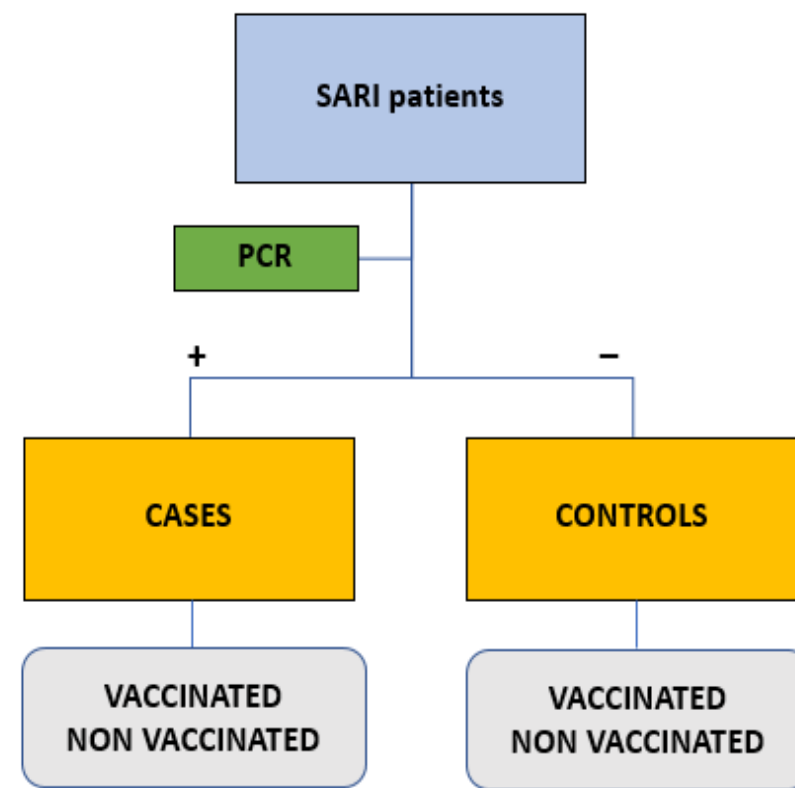 SARI patients
PCR
+
–
CASES
CONTROLS
VACCINATED
NON VACCINATED
VACCINATED
NON VACCINATED